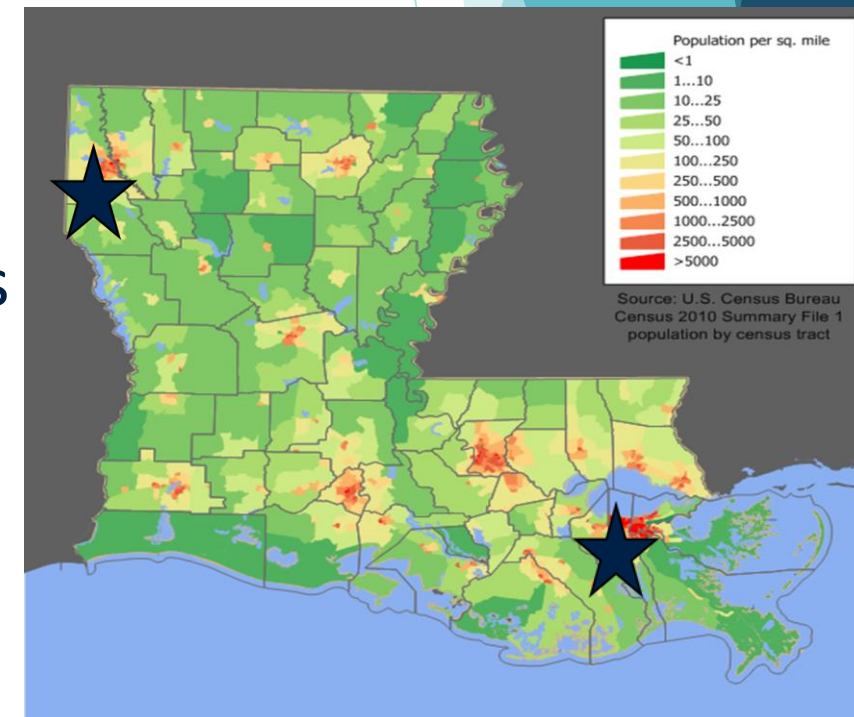 s
Population per sq. mile
<1
1...10
10...25
25...50
50...100
100...250
250...500
500...1000
1000...2500
2500...5000
>5000
Source: U.S. Census Bureau
Census 2010 Summary File 1
population by census tract